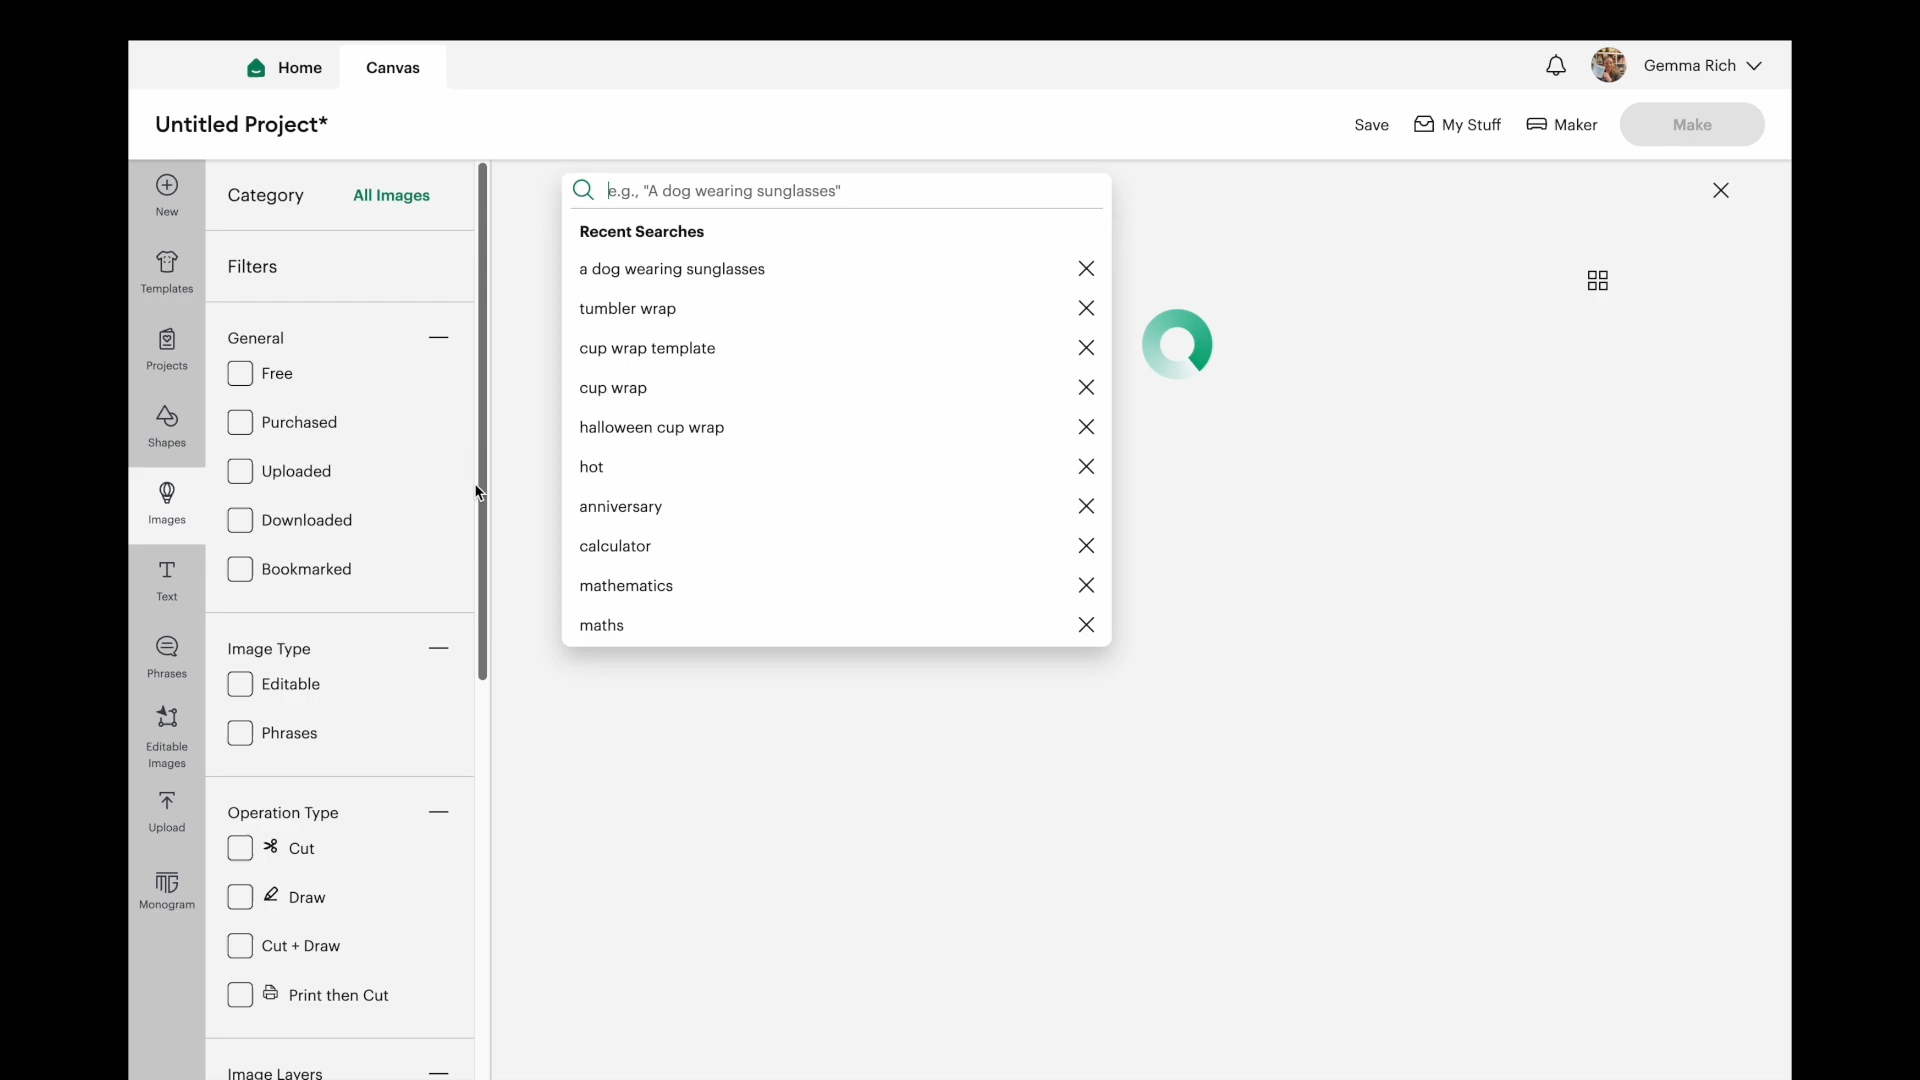 Home
Canvas
Gemma Rich
Untitled Project*
Save
My Stuff
Maker
Make
New
Templates
Projects
Shapes
Images
Text
Phrases
Editable
Images
Upload
Monogram
Category
All Images
Filters
General
Free
Purchased
Uploaded
Downloaded
Bookmarked
Image Type
Editable
Phrases
Operation Type
Cut
Draw
Cut + Draw
Print then Cut
Image Layers
e.g., "A dog wearing sunglasses"
Recent Searches
a dog wearing sunglasses
tumbler wrap
cup wrap template
cup wrap
halloween cup wrap
hot
anniversary
calculator
mathematics
maths